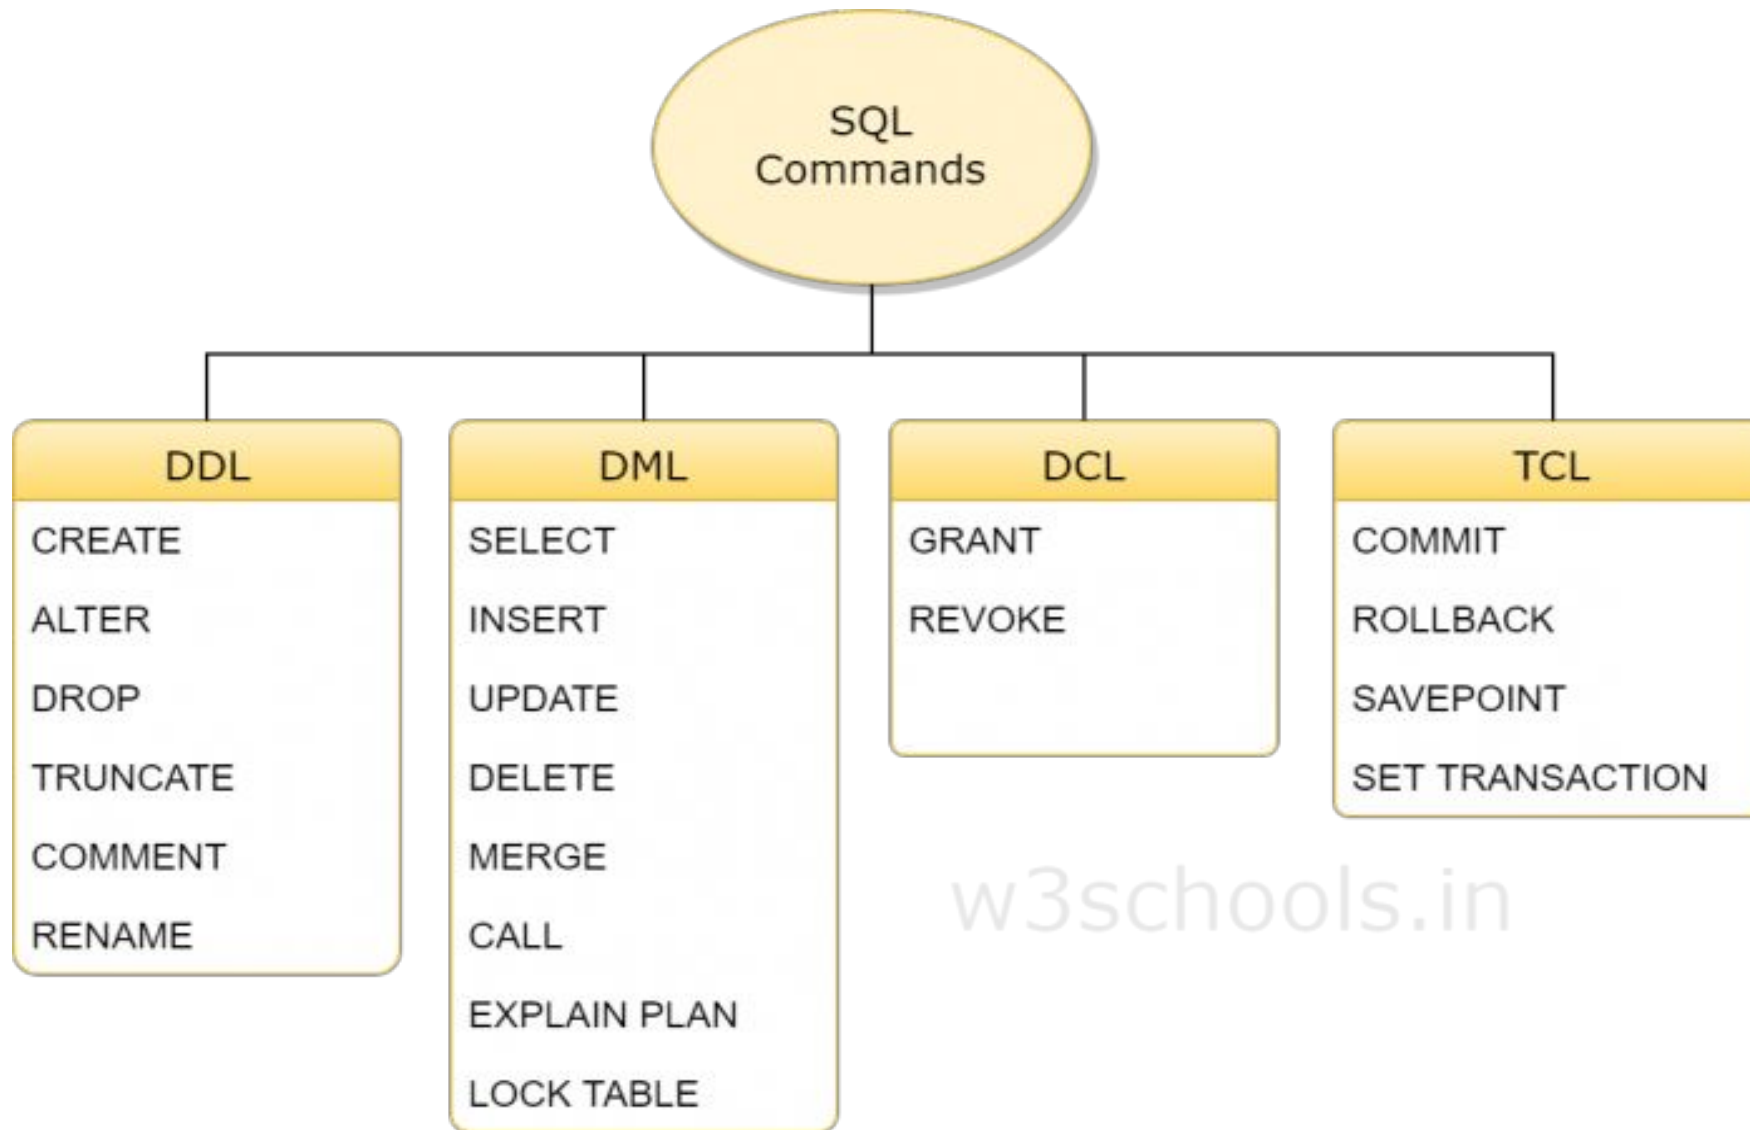 SQL
Commands
DDL
CREATE
ALTER
DROP
TRUNCATE
COMMENT
RENAME
DML
SELECT
INSERT
UPDATE
DELETE
MERGE
CALL
EXPLAIN PLAN
LOCK TABLE
DCL
GRANT
REVOKE
TCL
COMMIT
ROLLBACK
SAVEPOINT
SET TRANSACTION
w3schools.in